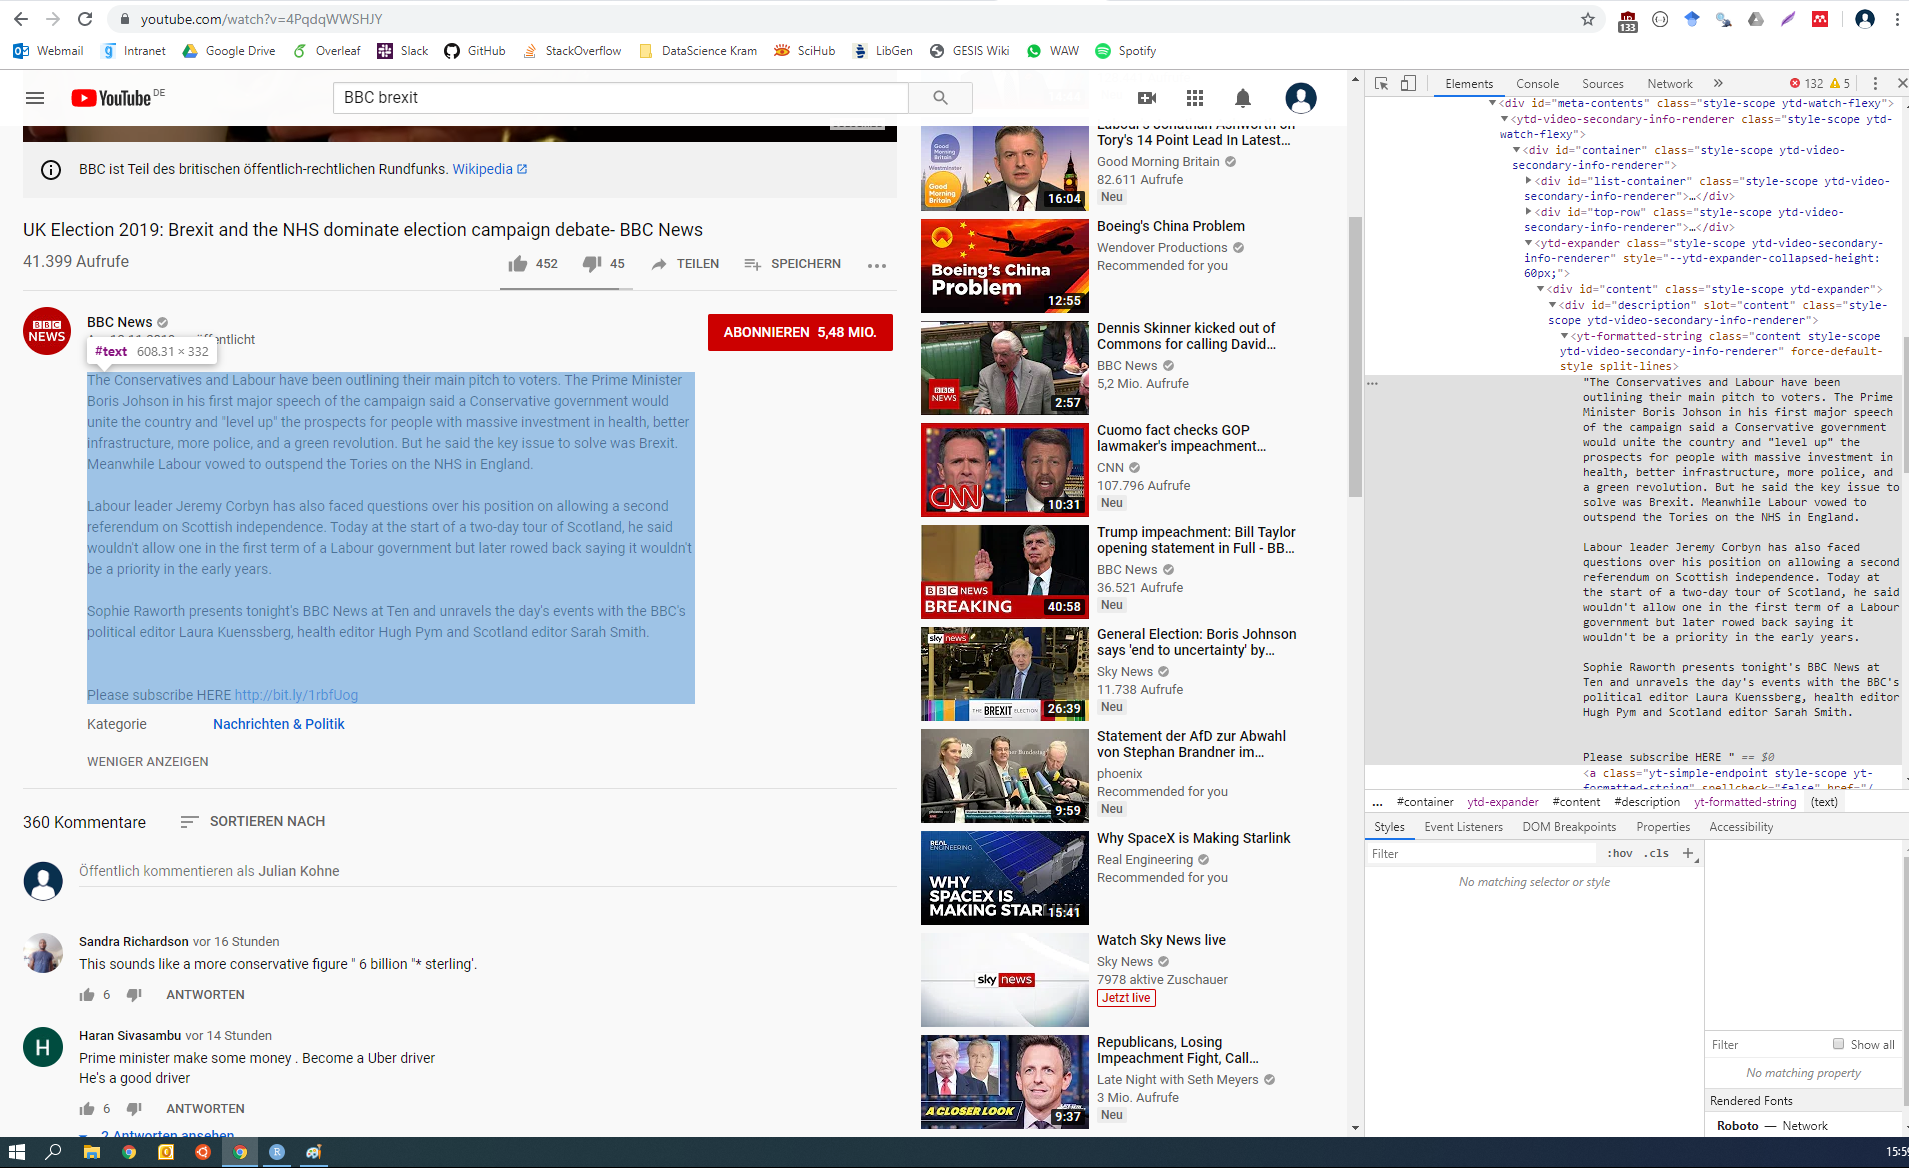 youtube.com/watch?v=4PqdqWWSHJY
133
Webmail
Intranet
Google Drive
Overleaf
Slack
GitHub
StackOverflow
DataScience Kram
SciHub
LibGen
GESIS Wiki
WAW
Spotify
YouTube DE
BBC brexit
BBC ist Teil des britischen öffentlich-rechtlichen Rundfunks. Wikipedia
UK Election 2019: Brexit and the NHS dominate election campaign debate- BBC News
41.399 Aufrufe
452
45
TEILEN
SPEICHERN
BBC NEWS
BBC News
ABONNIEREN 5,48 MIO.
#text 608.31 × 332
The Conservatives and Labour have been outlining their main pitch to voters. The Prime Minister
Boris Johson in his first major speech of the campaign said a Conservative government would
unite the country and "level up" the prospects for people with massive investment in health, better
infrastructure, more police, and a green revolution. But he said the key issue to solve was Brexit.
Meanwhile Labour vowed to outspend the Tories on the NHS in England.
Labour leader Jeremy Corbyn has also faced questions over his position on allowing a second
referendum on Scottish independence. Today at the start of a two-day tour of Scotland, he said
wouldn't allow one in the first term of a Labour government but later rowed back saying it wouldn't
be a priority in the early years.
Sophie Raworth presents tonight's BBC News at Ten and unravels the day's events with the BBC's
political editor Laura Kuenssberg, health editor Hugh Pym and Scotland editor Sarah Smith.
Please subscribe HERE http://bit.ly/1rbfUog
Kategorie
Nachrichten & Politik
WENIGER ANZEIGEN
360 Kommentare
SORTIEREN NACH
Öffentlich kommentieren als Julian Kohne
Sandra Richardson vor 16 Stunden
This sounds like a more conservative figure " 6 billion "* sterling'.
6
ANTWORTEN
H
Haran Sivasambu vor 14 Stunden
Prime minister make some money . Become a Uber driver
He's a good driver
6
ANTWORTEN
2 Antworten ansehen
Good Morning Britain
Westminster
Good Morning Britain
16:04
Labour's Jonathan Ashworth on
Tory's 14 Point Lead In Latest...
Good Morning Britain
82.611 Aufrufe
Neu
Boeing's China Problem
12:55
Boeing's China Problem
Wendover Productions
Recommended for you
BBC NEWS
2:57
Dennis Skinner kicked out of
Commons for calling David...
BBC News
5,2 Mio. Aufrufe
CNN
10:31
Cuomo fact checks GOP
lawmaker's impeachment...
CNN
107.796 Aufrufe
Neu
BBC NEWS
BREAKING
40:58
Trump impeachment: Bill Taylor
opening statement in Full - BB...
BBC News
36.521 Aufrufe
Neu
sky news
THE BREXIT ELECTION
26:39
General Election: Boris Johnson
says 'end to uncertainty' by...
Sky News
11.738 Aufrufe
Neu
9:59
Statement der AfD zur Abwahl
von Stephan Brandner im...
phoenix
Recommended for you
Neu
REAL ENGINEERING
WHY
SPACEX IS
MAKING STAR
15:41
Why SpaceX is Making Starlink
Real Engineering
Recommended for you
sky news
Watch Sky News live
Sky News
7978 aktive Zuschauer
Jetzt live
A CLOSER LOOK
9:37
Republicans, Losing
Impeachment Fight, Call...
Late Night with Seth Meyers
3 Mio. Aufrufe
Neu
Elements
Console
Sources
Network
132
5
<div id="meta-contents" class="style-scope ytd-watch-flexy">
<ytd-video-secondary-info-renderer class="style-scope ytd-
watch-flexy">
<div id="container" class="style-scope ytd-video-
secondary-info-renderer">
<div id="list-container" class="style-scope ytd-video-
secondary-info-renderer">…</div>
<div id="top-row" class="style-scope ytd-video-
secondary-info-renderer">…</div>
<ytd-expander class="style-scope ytd-video-secondary-
info-renderer" style="--ytd-expander-collapsed-height:
60px;">
<div id="content" class="style-scope ytd-expander">
<div id="description" slot="content" class="style-
scope ytd-video-secondary-info-renderer">
<yt-formatted-string class="content style-scope
ytd-video-secondary-info-renderer" force-default-
style split-lines>
"The Conservatives and Labour have been
outlining their main pitch to voters. The Prime
Minister Boris Johson in his first major speech
of the campaign said a Conservative government
would unite the country and "level up" the
prospects for people with massive investment in
health, better infrastructure, more police, and
a green revolution. But he said the key issue to
solve was Brexit. Meanwhile Labour vowed to
outspend the Tories on the NHS in England.
Labour leader Jeremy Corbyn has also faced
questions over his position on allowing a second
referendum on Scottish independence. Today at
the start of a two-day tour of Scotland, he said
wouldn't allow one in the first term of a Labour
government but later rowed back saying it
wouldn't be a priority in the early years.
Sophie Raworth presents tonight's BBC News at
Ten and unravels the day's events with the BBC's
political editor Laura Kuenssberg, health editor
Hugh Pym and Scotland editor Sarah Smith.
Please subscribe HERE " == $0
<a class="yt-simple-endpoint style-scope yt-
formatted-string" spellcheck="false" href="/
... #container ytd-expander #content #description yt-formatted-string (text)
Styles
Event Listeners
DOM Breakpoints
Properties
Accessibility
Filter
:hov .cls +
No matching selector or style
Filter
Show all
No matching property
Rendered Fonts
Roboto — Network
15:59